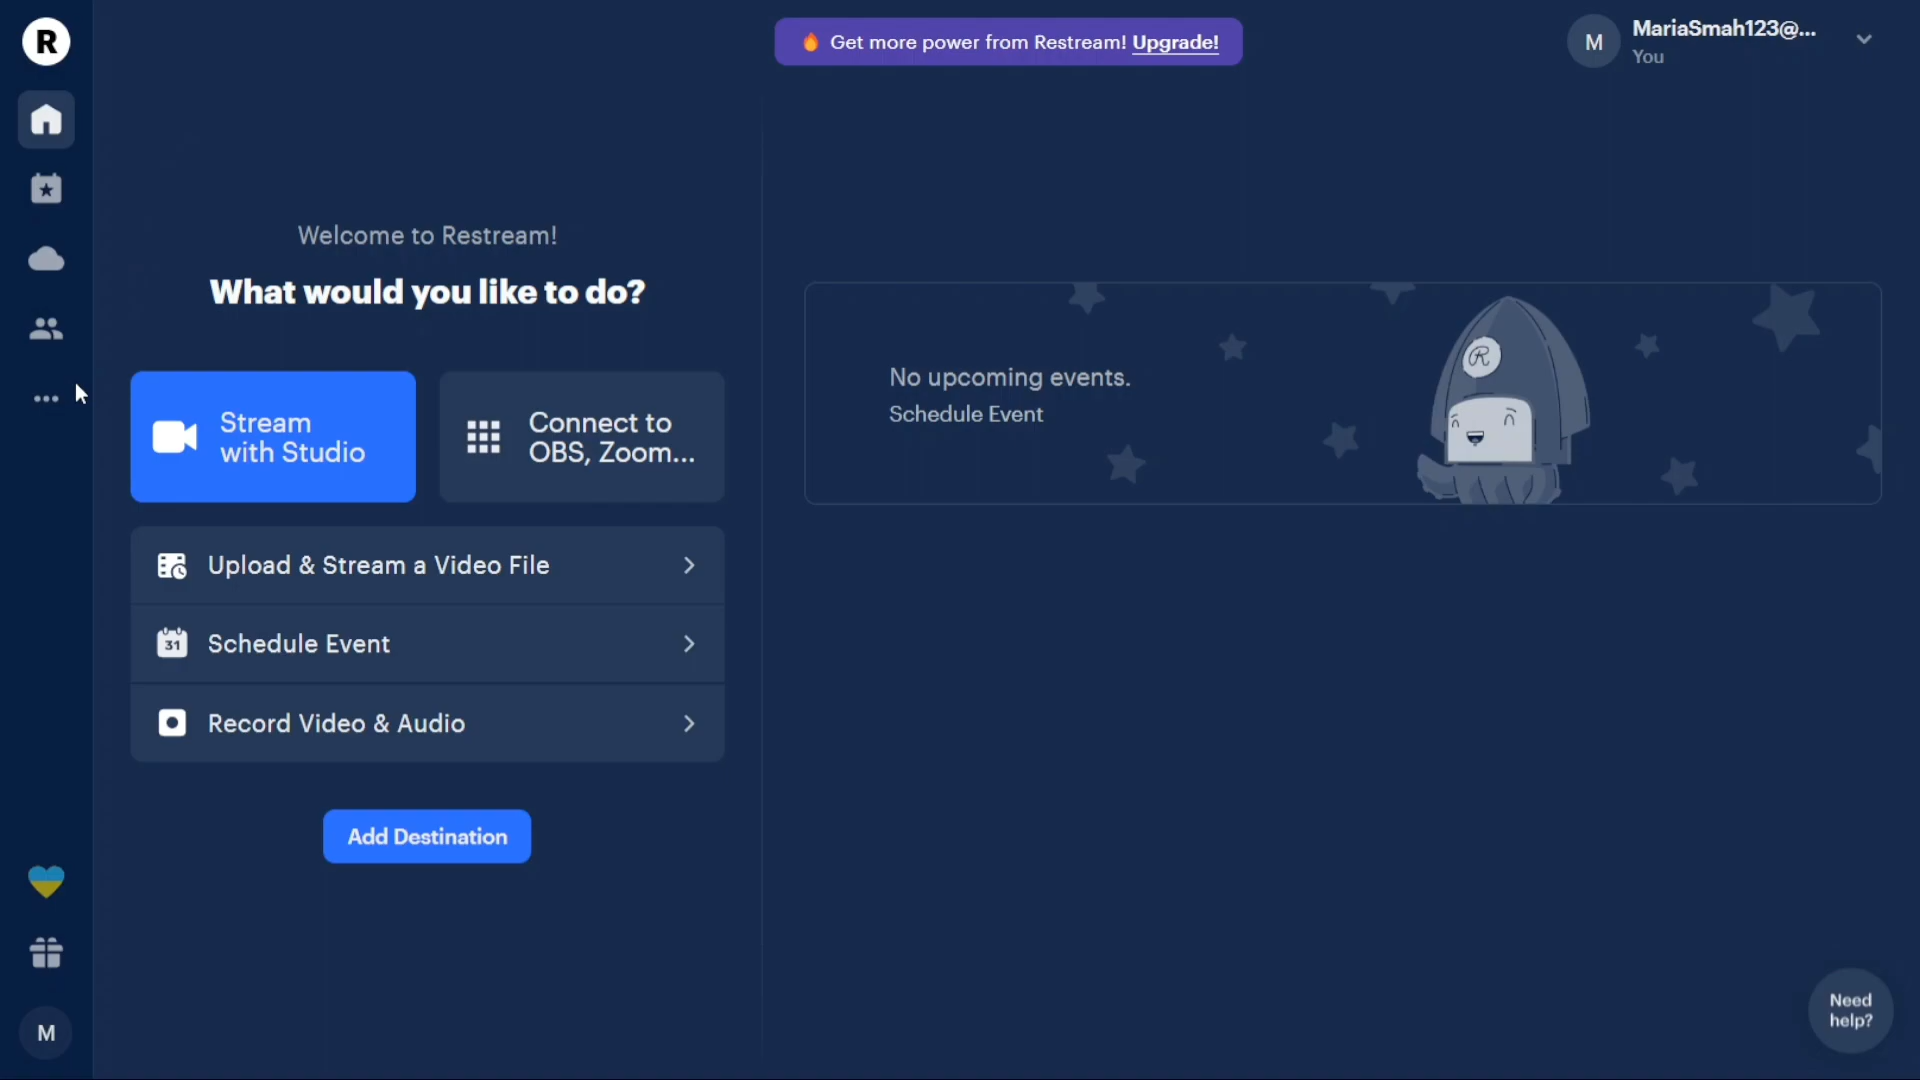 R
Get more power from Restream! Upgrade!
M
MariaSmah123@...
You
Welcome to Restream!
What would you like to do?
Stream
with Studio
Connect to
OBS, Zoom...
No upcoming events.
Schedule Event
R
Upload & Stream a Video File
31
Schedule Event
Record Video & Audio
Add Destination
Need
help?
M